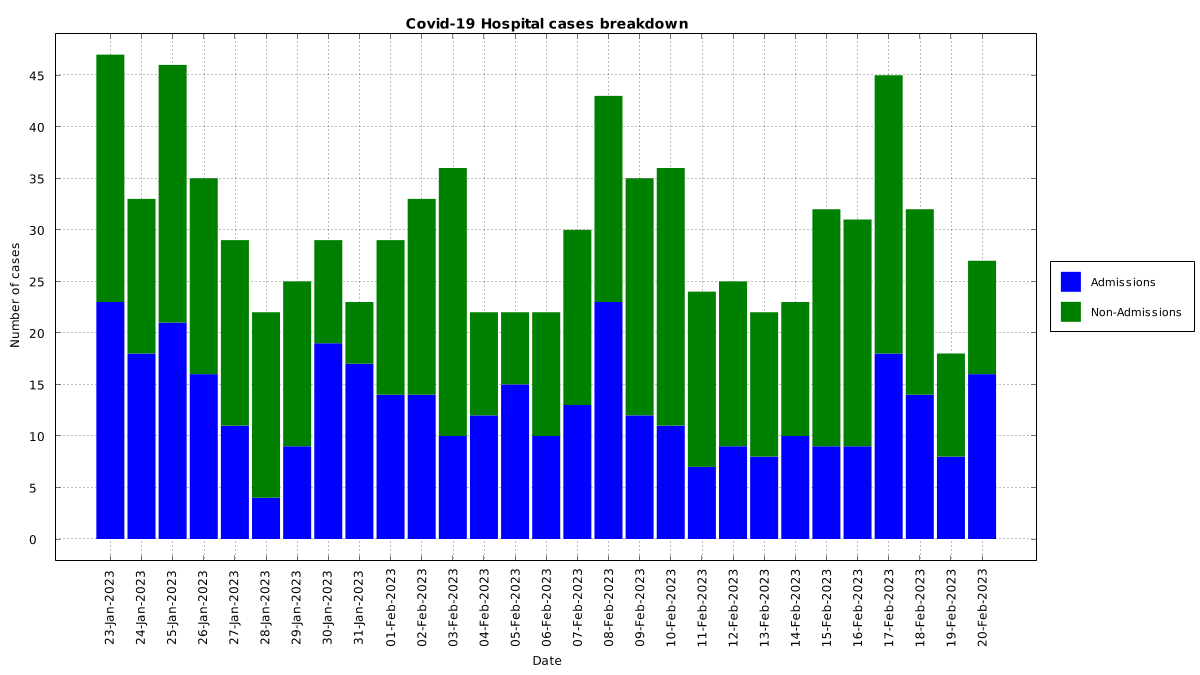 Covid-19 Hospital cases breakdown
Number of cases
45
40
35
30
25
20
15
10
5
0
23-Jan-2023
24-Jan-2023
25-Jan-2023
26-Jan-2023
27-Jan-2023
28-Jan-2023
29-Jan-2023
30-Jan-2023
31-Jan-2023
01-Feb-2023
02-Feb-2023
03-Feb-2023
04-Feb-2023
05-Feb-2023
06-Feb-2023
07-Feb-2023
08-Feb-2023
09-Feb-2023
10-Feb-2023
11-Feb-2023
12-Feb-2023
13-Feb-2023
14-Feb-2023
15-Feb-2023
16-Feb-2023
17-Feb-2023
18-Feb-2023
19-Feb-2023
20-Feb-2023
Date
Admissions
Non-Admissions